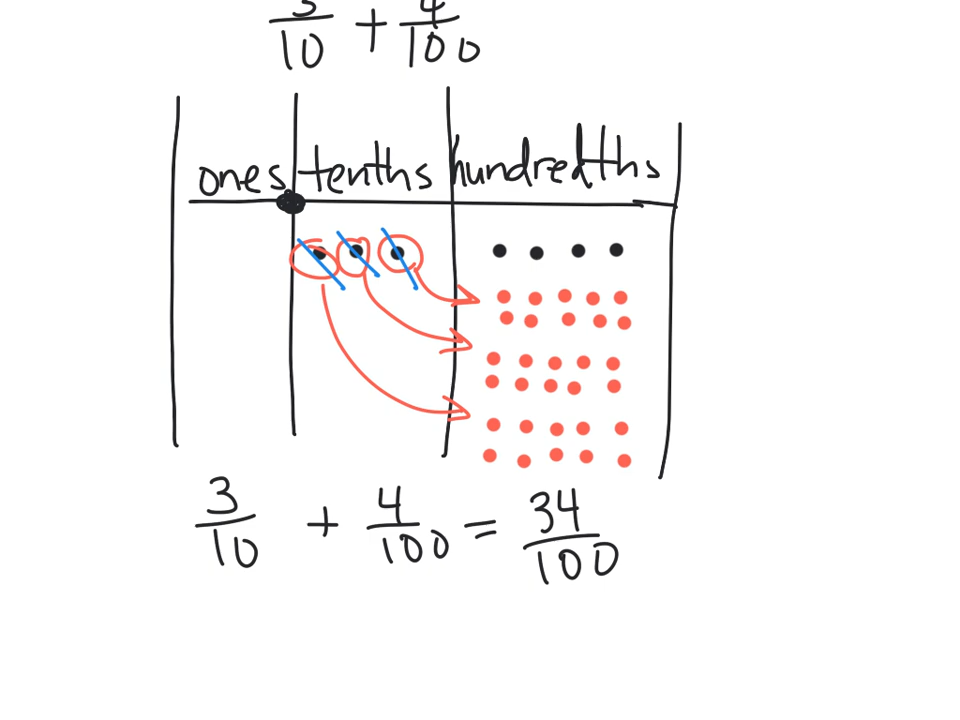 3/10 + 4/100
ones tenths hundredths
3/10 + 4/100 = 34/100